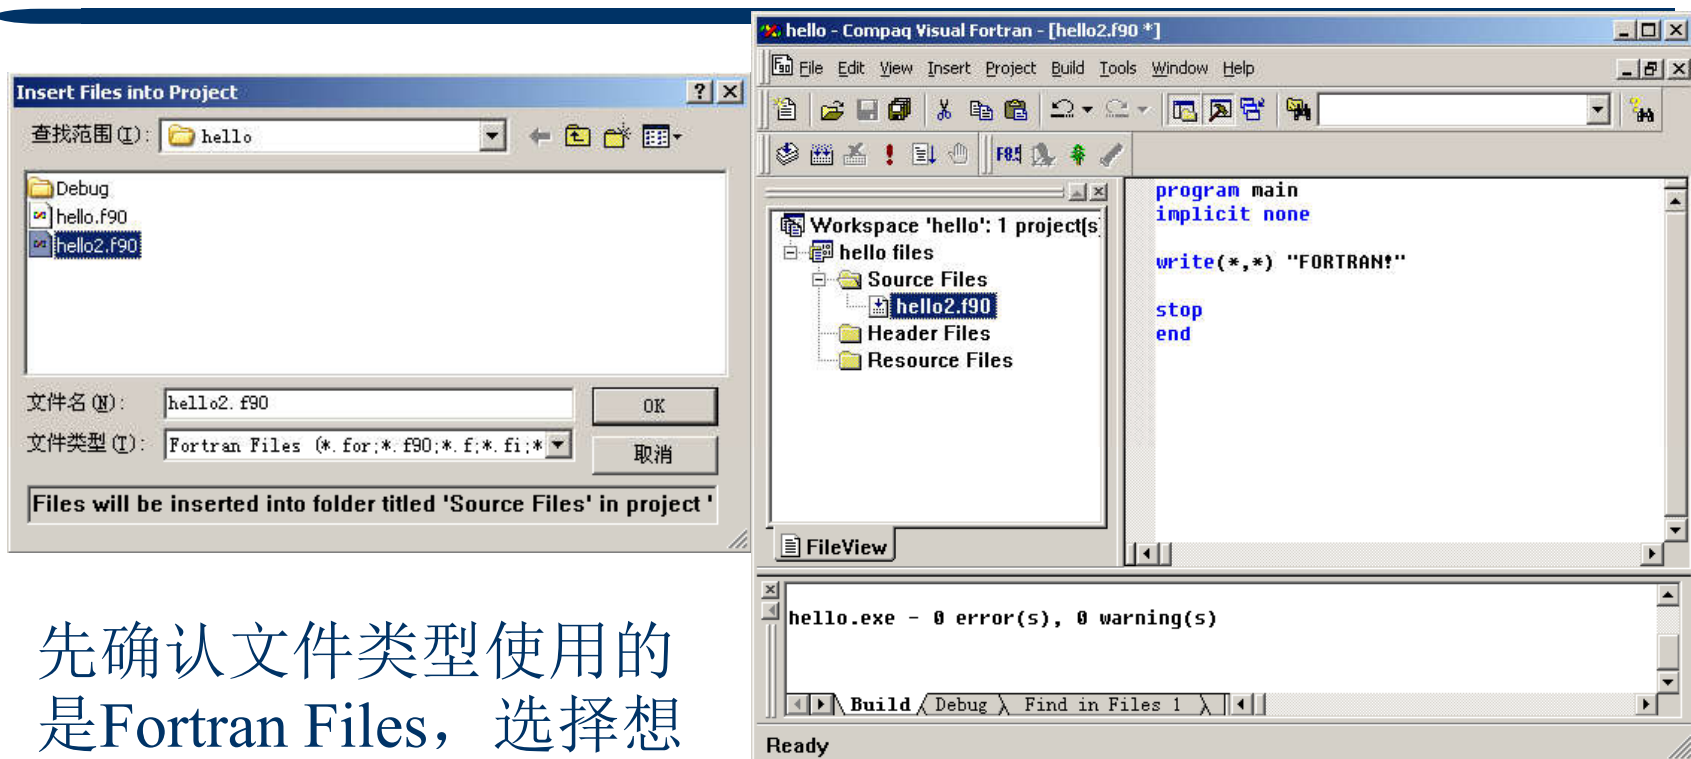 Insert Files into Project
查找范围(I):
hello
Debug
hello.f90
hello2.f90
文件名(N):
hello2.f90
OK
文件类型(T):
Fortran Files (*.for;*.f90;*.f;*.fi;*
取消
Files will be inserted into folder titled 'Source Files' in project '
先确认文件类型使用的
是Fortran Files，选择想
hello - Compaq Visual Fortran - [hello2.f90 *]
File Edit View Insert Project Build Tools Window Help
Workspace 'hello': 1 project(s
hello files
Source Files
hello2.f90
Header Files
Resource Files
FileView
program main
implicit none
write(*,*) "FORTRAN!"
stop
end
hello.exe - 0 error(s), 0 warning(s)
Build Debug Find in Files 1
Ready